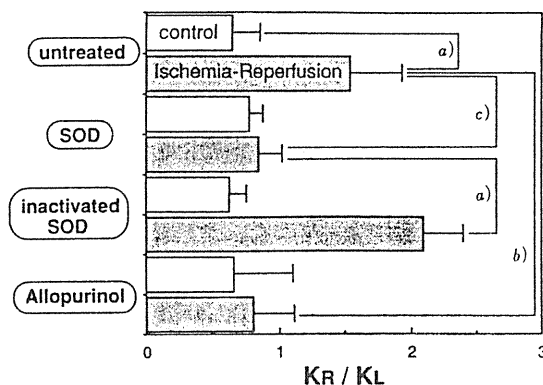 control
a)
untreated
Ischemia-Reperfusion
c)
SOD
a)
inactivated
SOD
b)
Allopurinol
0 1 2 3
KR / KL